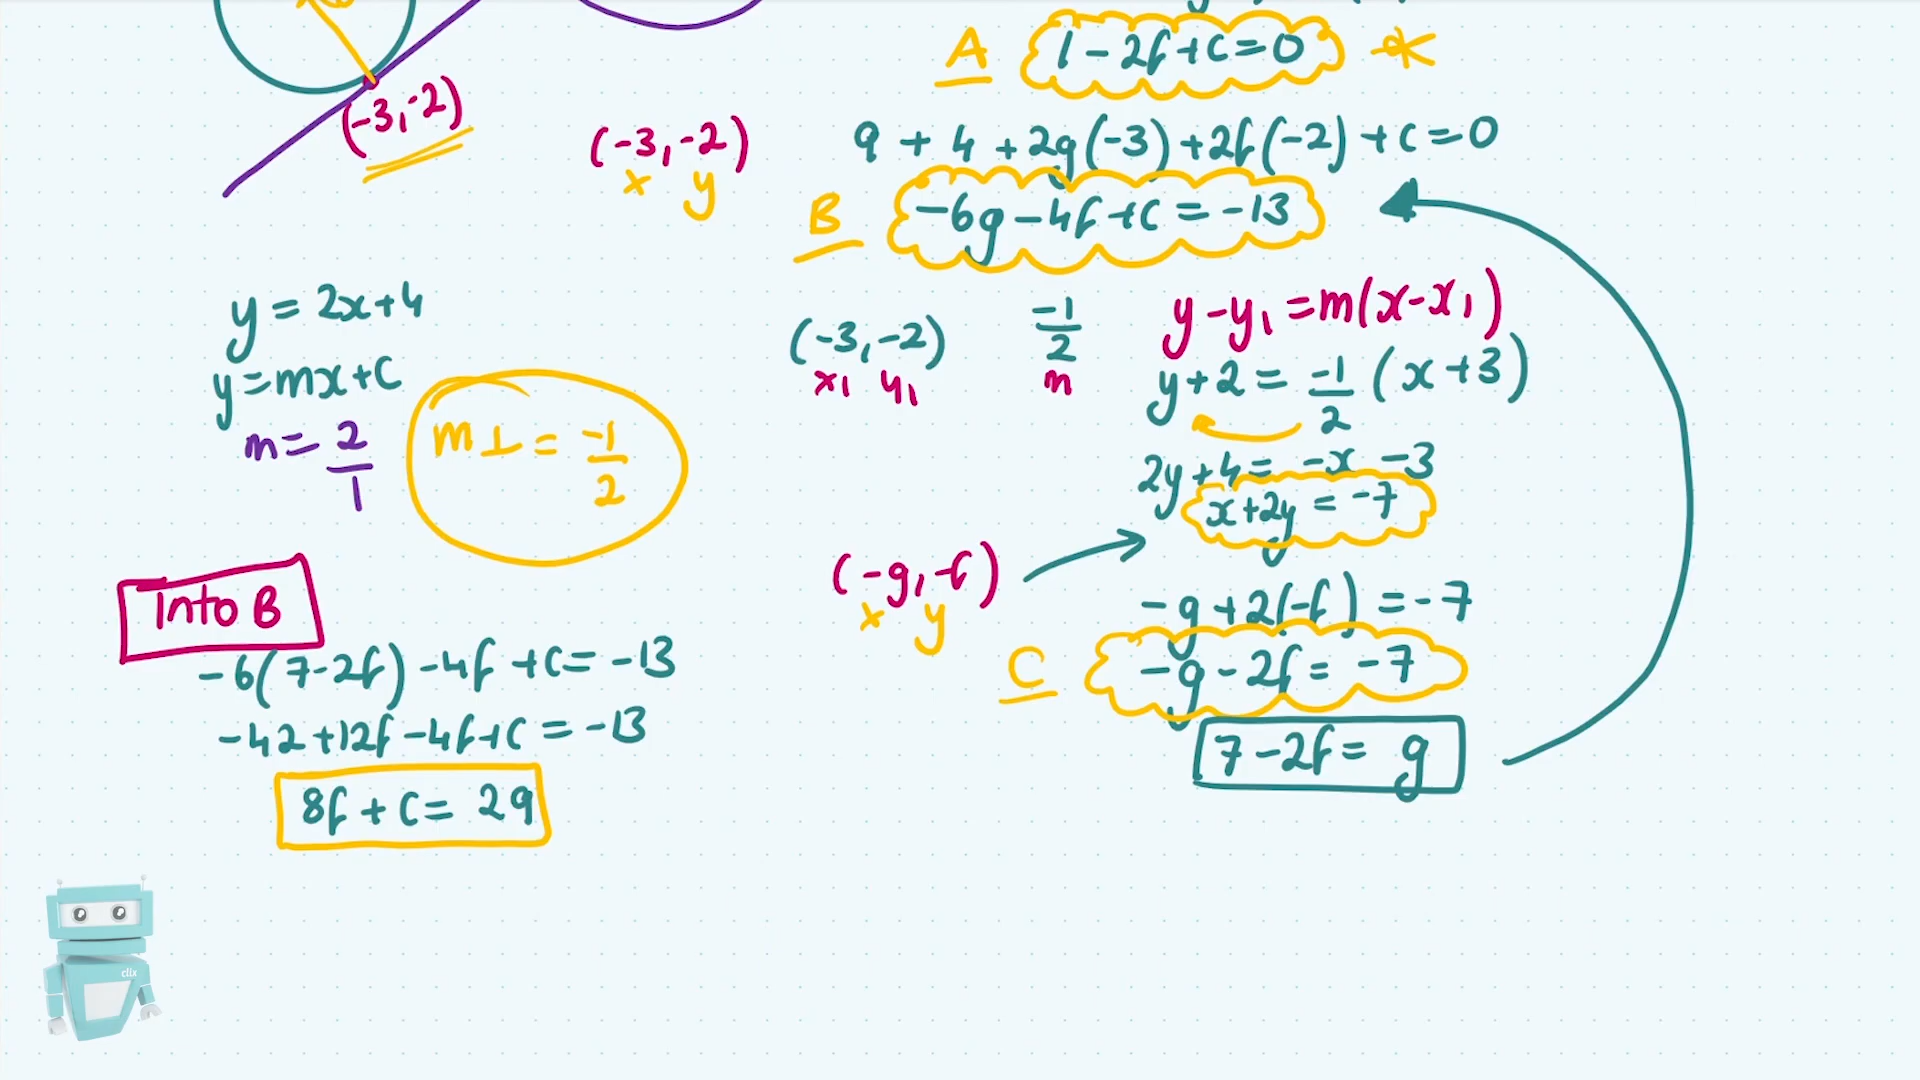 A 1 - 2f + c = 0 *
(-3, -2)
(-3, -2)
x y
9 + 4 + 2g(-3) + 2f(-2) + c = 0
B -6g - 4f + c = -13
y = 2x + 4
y = mx + c
m = 2/1
m⊥ = -1/2
(-3, -2)
x₁ y₁
-1/2
m
y - y₁ = m(x - x₁)
y + 2 = -1/2 (x + 3)
2y + 4 = -x - 3
x + 2y = -7
(-g, -f)
x y
-g + 2(-f) = -7
C -g - 2f = -7
7 - 2f = g
Into B
-6(7 - 2f) - 4f + c = -13
-42 + 12f - 4f + c = -13
8f + c = 29
clix